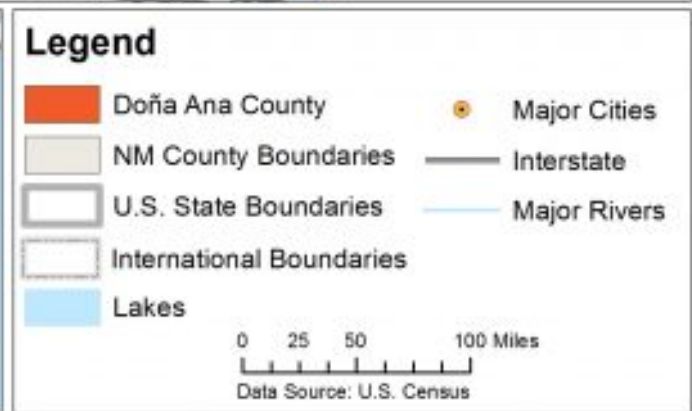 Legend
Doña Ana County
NM County Boundaries
U.S. State Boundaries
International Boundaries
Lakes
Major Cities
Interstate
Major Rivers
0 25 50 100 Miles
Data Source: U.S. Census